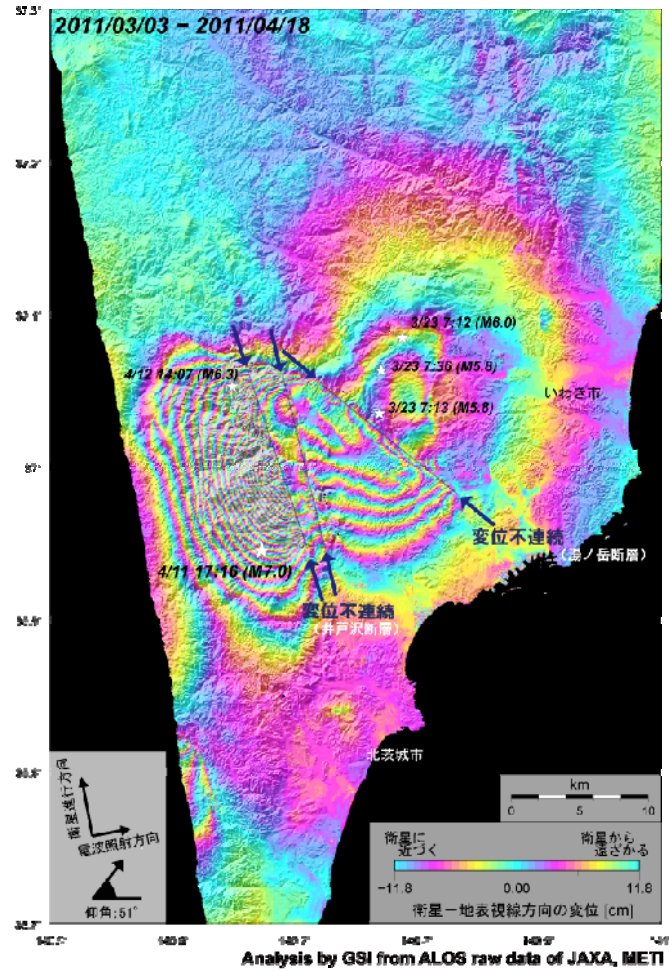 2011/03/03 – 2011/04/18
3/23 7:12 (M6.0)
4/12 14:07 (M6.3)
3/23 7:36 (M5.8)
いわき市
3/23 7:13 (M5.8)
変位不連続
(湯ノ岳断層)
4/11 17:16 (M7.0)
変位不連続
(井戸沢断層)
北茨城市
衛星進行方向
電波照射方向
仰角:51°
km
0 5 10
衛星に
近づく
衛星から
遠ざかる
−11.8 0.00 11.8
衛星−地表視線方向の変位 [cm]
Analysis by GSI from ALOS raw data of JAXA, METI